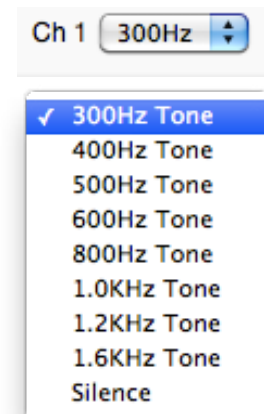 Ch 1 300Hz
✓ 300Hz Tone
400Hz Tone
500Hz Tone
600Hz Tone
800Hz Tone
1.0KHz Tone
1.2KHz Tone
1.6KHz Tone
Silence